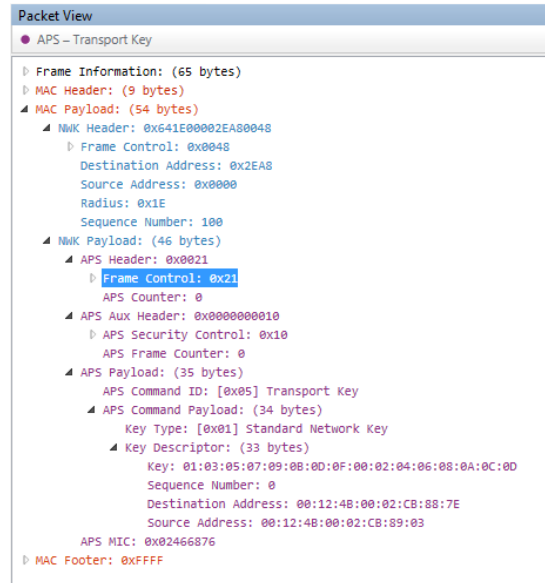 Packet View
APS – Transport Key
Frame Information: (65 bytes)
MAC Header: (9 bytes)
MAC Payload: (54 bytes)
NWK Header: 0x641E00002EA80048
Frame Control: 0x0048
Destination Address: 0x2EA8
Source Address: 0x0000
Radius: 0x1E
Sequence Number: 100
NWK Payload: (46 bytes)
APS Header: 0x0021
Frame Control: 0x21
APS Counter: 0
APS Aux Header: 0x0000000010
APS Security Control: 0x10
APS Frame Counter: 0
APS Payload: (35 bytes)
APS Command ID: [0x05] Transport Key
APS Command Payload: (34 bytes)
Key Type: [0x01] Standard Network Key
Key Descriptor: (33 bytes)
Key: 01:03:05:07:09:0B:0D:0F:00:02:04:06:08:0A:0C:0D
Sequence Number: 0
Destination Address: 00:12:4B:00:02:CB:88:7E
Source Address: 00:12:4B:00:02:CB:89:03
APS MIC: 0x02466876
MAC Footer: 0xFFFF